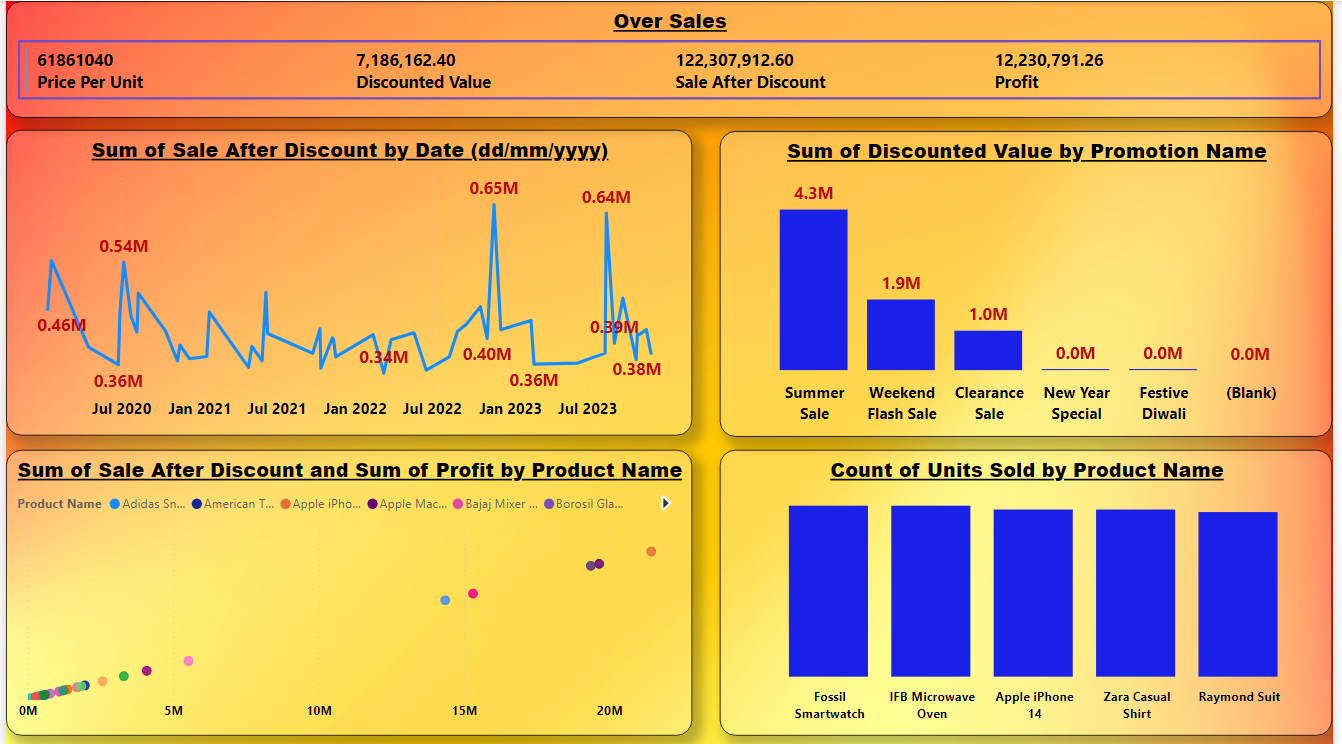 Over Sales
61861040
Price Per Unit
7,186,162.40
Discounted Value
122,307,912.60
Sale After Discount
12,230,791.26
Profit
Sum of Sale After Discount by Date (dd/mm/yyyy)
0.65M
0.64M
0.54M
0.46M
0.39M
0.34M
0.40M
0.38M
0.36M
0.36M
Jul 2020 Jan 2021 Jul 2021 Jan 2022 Jul 2022 Jan 2023 Jul 2023
Sum of Discounted Value by Promotion Name
4.3M
1.9M
1.0M
0.0M
0.0M
0.0M
Summer
Sale
Weekend
Flash Sale
Clearance
Sale
New Year
Special
Festive
Diwali
(Blank)
Sum of Sale After Discount and Sum of Profit by Product Name
Product Name Adidas Sn... American T... Apple iPho... Apple Mac... Bajaj Mixer ... Borosil Gla...
0M 5M 10M 15M 20M
Count of Units Sold by Product Name
Fossil
Smartwatch
IFB Microwave
Oven
Apple iPhone
14
Zara Casual
Shirt
Raymond Suit